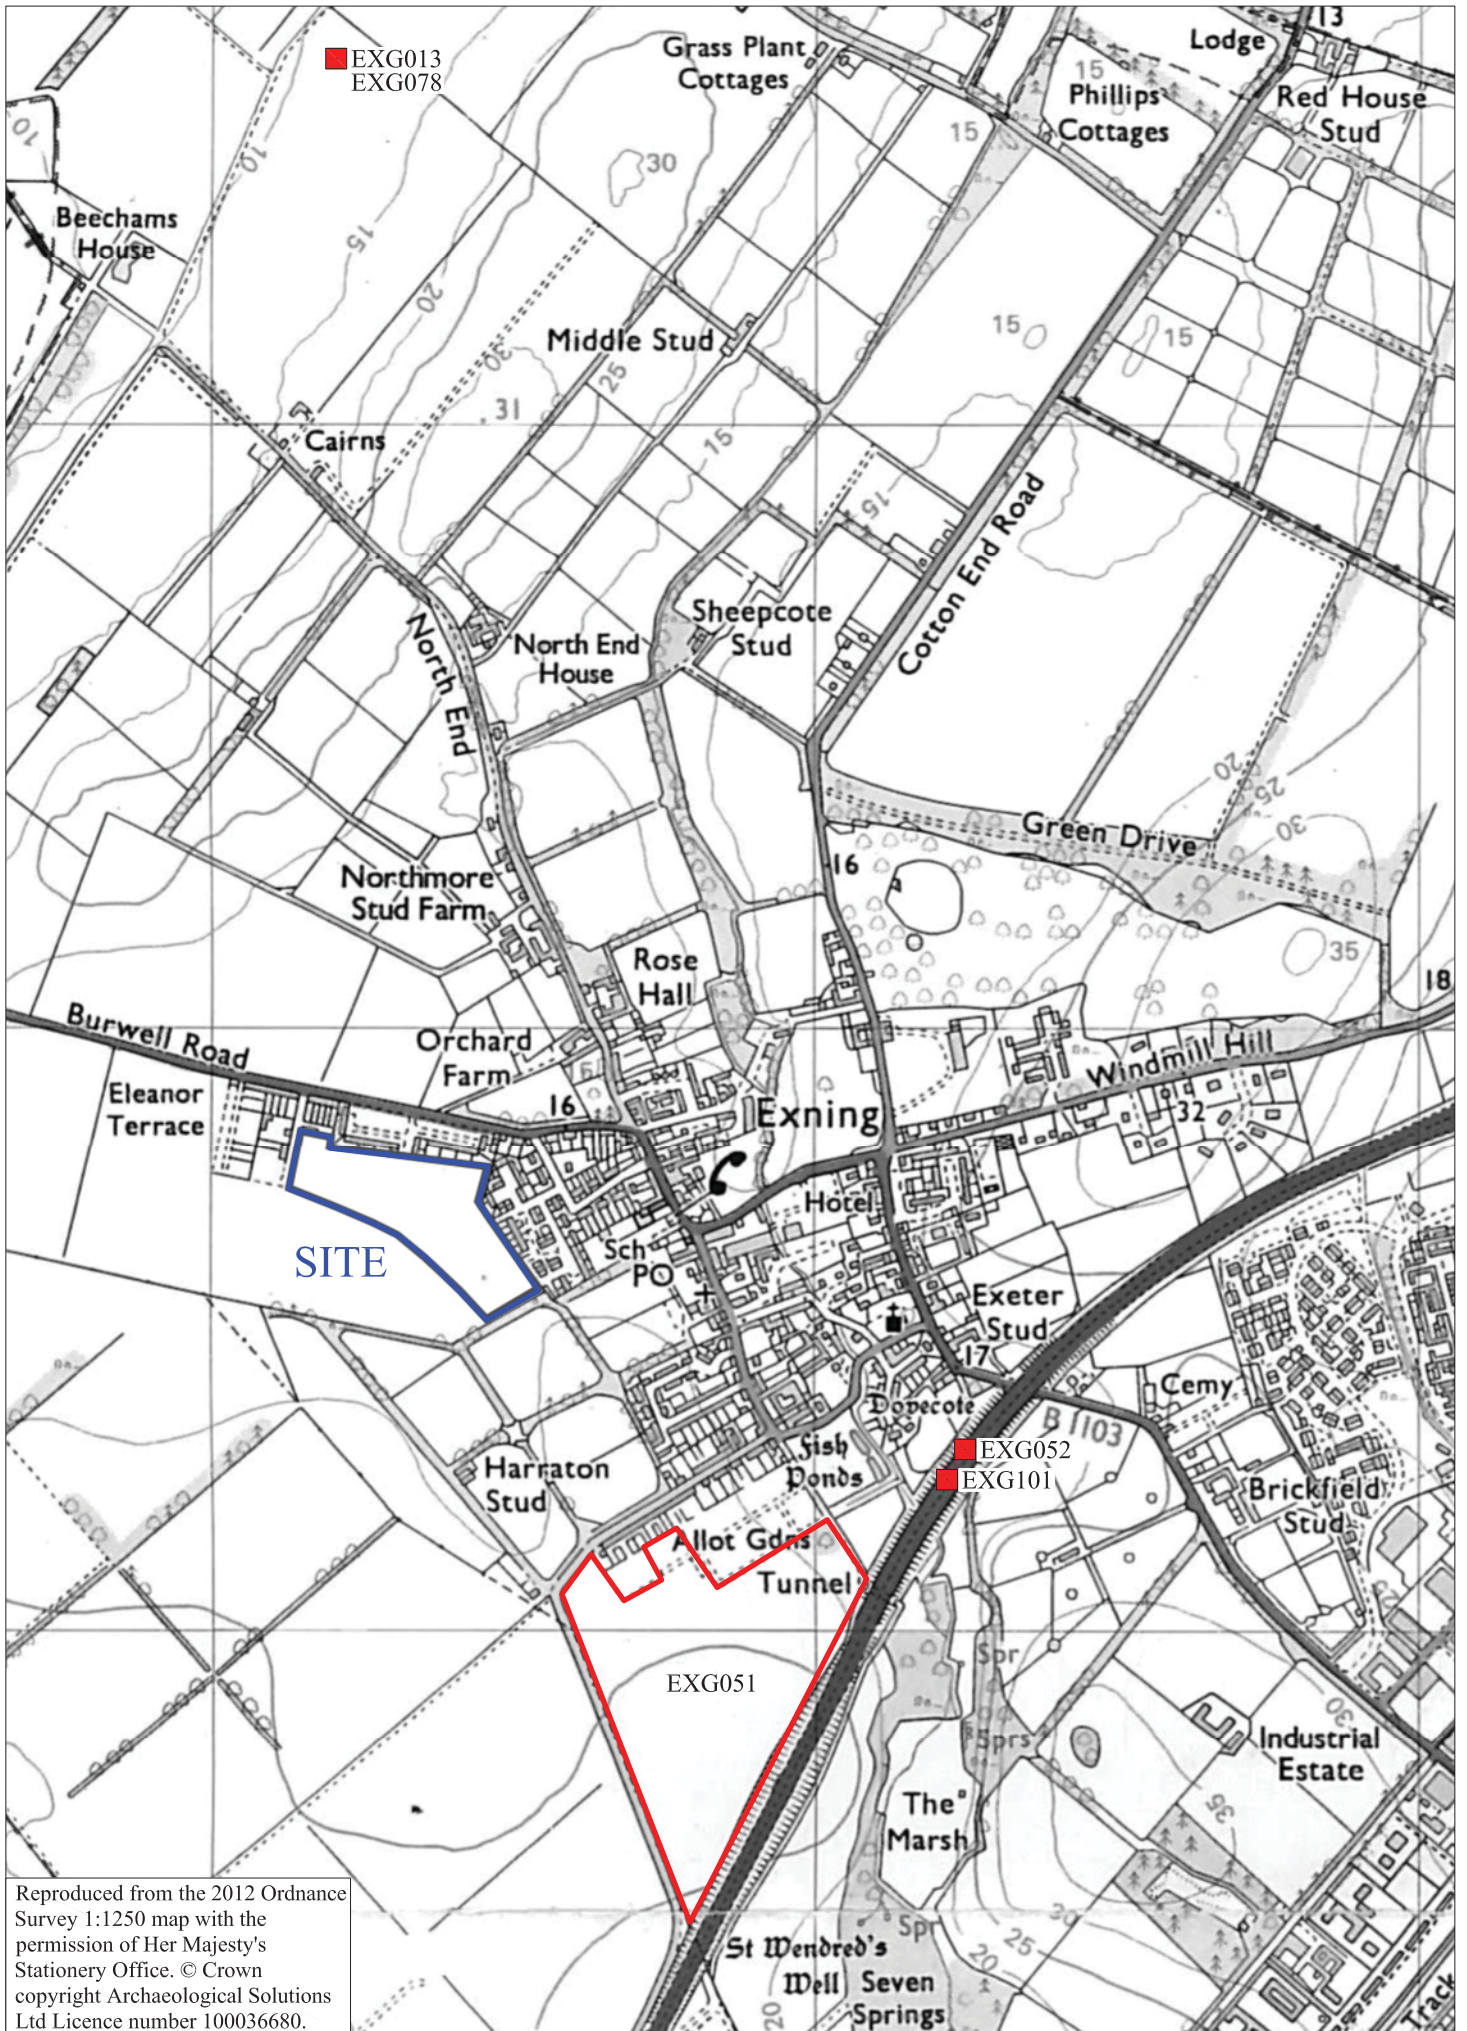 EXG013
EXG078
Grass Plant
Cottages
Lodge
13
15
Phillips
Cottages
Red House
Stud
10
10
15
30
Beechams
House
15
20
Middle Stud
30
25
31
15
15
Cairns
15
15
Cotton End Road
North End
North End
House
Sheepcote
Stud
20
25
30
Green Drive
16
Northmore
Stud Farm
Rose
Hall
35
18
Burwell Road
Orchard
Farm
Windmill Hill
Eleanor
Terrace
16
Exning
32
Hotel
SITE
Sch
PO
Exeter
Stud
17
Cemy
Dovecote
B 1103
EXG052
EXG101
Fish
Ponds
Harraton
Stud
Brickfield
Stud
Allot Gdns
Tunnel
25
Spr
EXG051
30
Sprs
Industrial
Estate
The
Marsh
35
Spr
30
25
20
St Wendred's
Well
Seven
Springs
20
Track
Reproduced from the 2012 Ordnance
Survey 1:1250 map with the
permission of Her Majesty's
Stationery Office. © Crown
copyright Archaeological Solutions
Ltd Licence number 100036680.